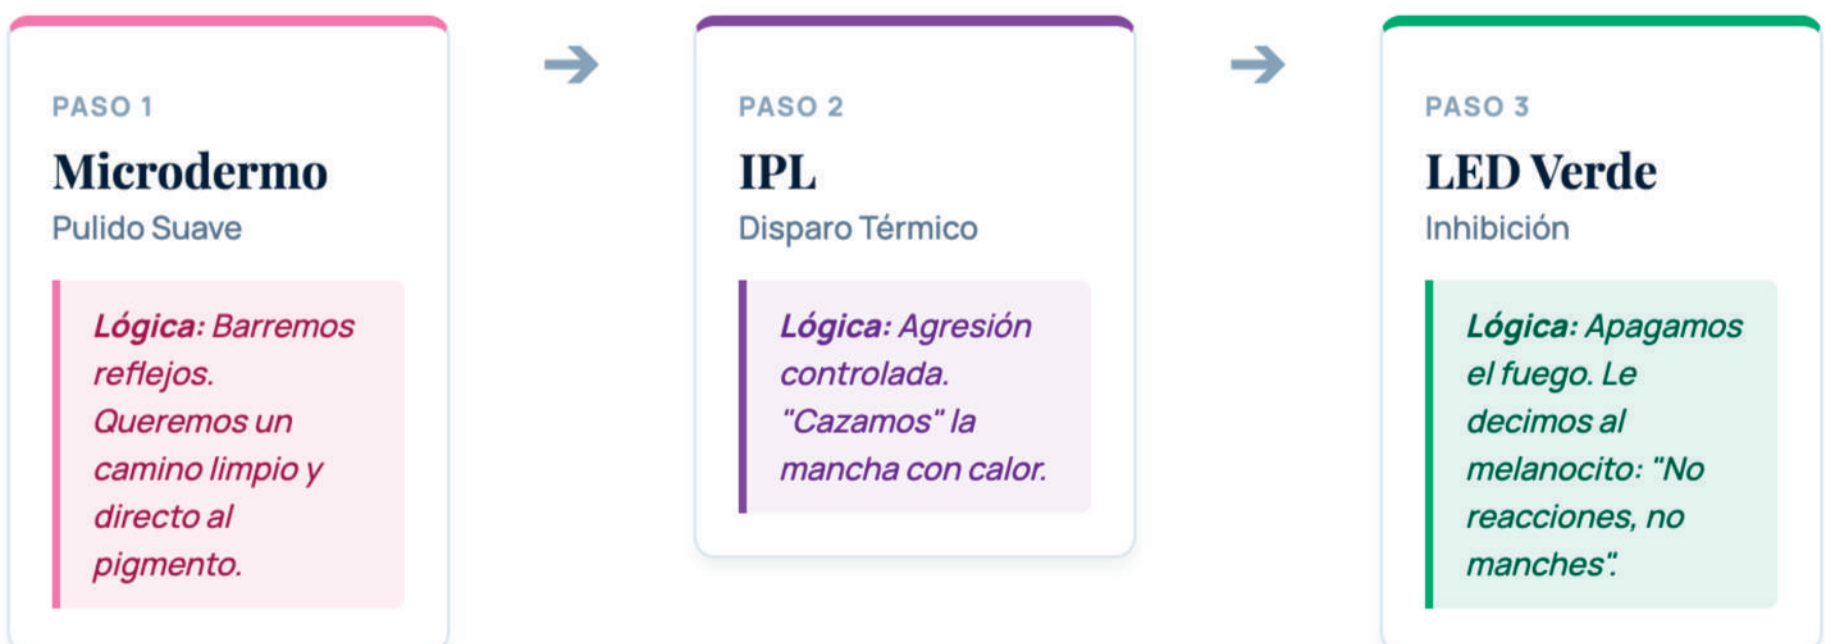 PASO 1
Microdermo
Pulido Suave
Lógica: Barremos
reflejos.
Queremos un
camino limpio y
directo al
pigmento.
➔
PASO 2
IPL
Disparo Térmico
Lógica: Agresión
controlada.
"Cazamos" la
mancha con calor.
➔
PASO 3
LED Verde
Inhibición
Lógica: Apagamos
el fuego. Le
decimos al
melanocito: "No
reacciones, no
manches".